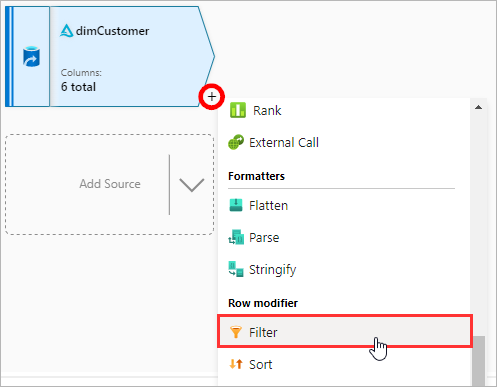 dimCustomer
Columns:
6 total
+
Add Source
Rank
External Call
Formatters
Flatten
Parse
Stringify
Row modifier
Filter
Sort